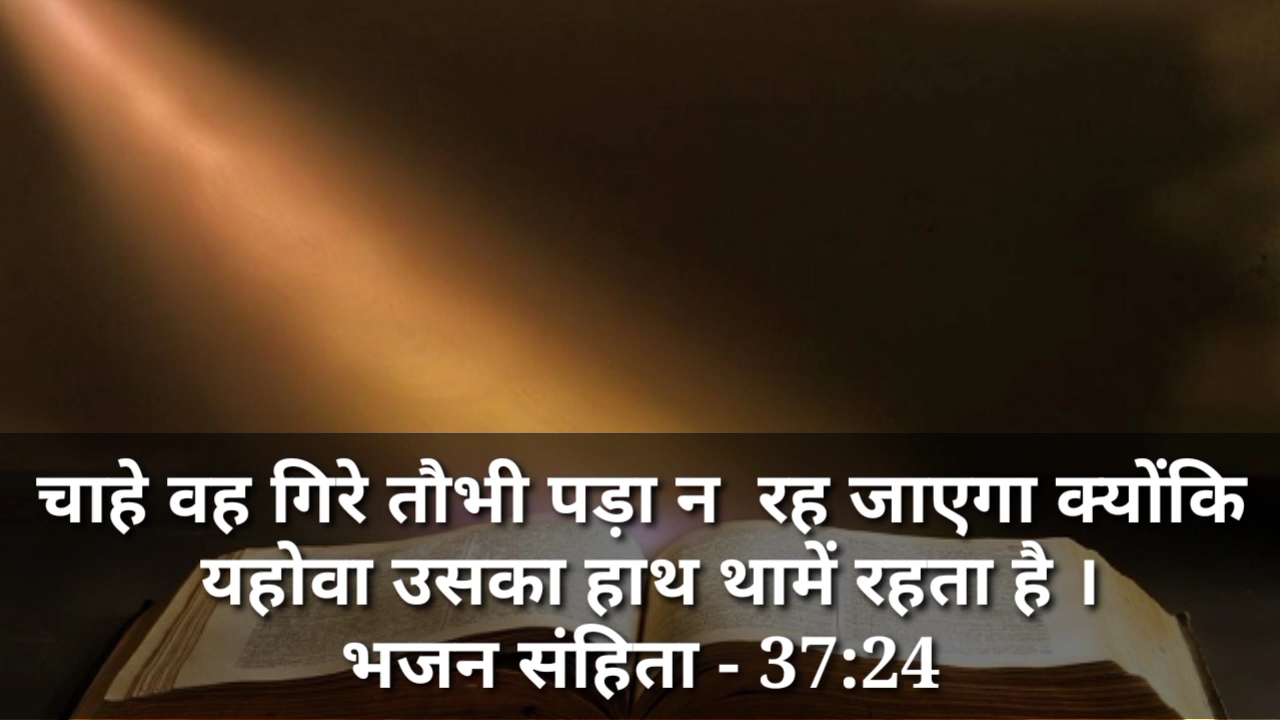 चाहे वह गिरे तौभी पड़ा न रह जाएगा क्योंकि
यहोवा उसका हाथ थामें रहता है ।
भजन संहिता - 37:24